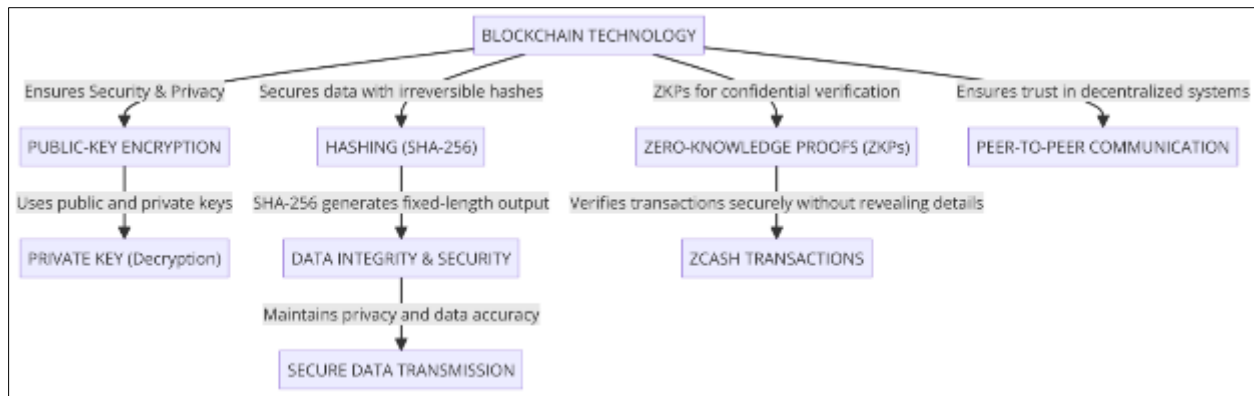 BLOCKCHAIN TECHNOLOGY
Ensures Security & Privacy
Secures data with irreversible hashes
ZKPs for confidential verification
Ensures trust in decentralized systems
PUBLIC-KEY ENCRYPTION
HASHING (SHA-256)
ZERO-KNOWLEDGE PROOFS (ZKPs)
PEER-TO-PEER COMMUNICATION
Uses public and private keys
SHA-256 generates fixed-length output
Verifies transactions securely without revealing details
PRIVATE KEY (Decryption)
DATA INTEGRITY & SECURITY
ZCASH TRANSACTIONS
Maintains privacy and data accuracy
SECURE DATA TRANSMISSION